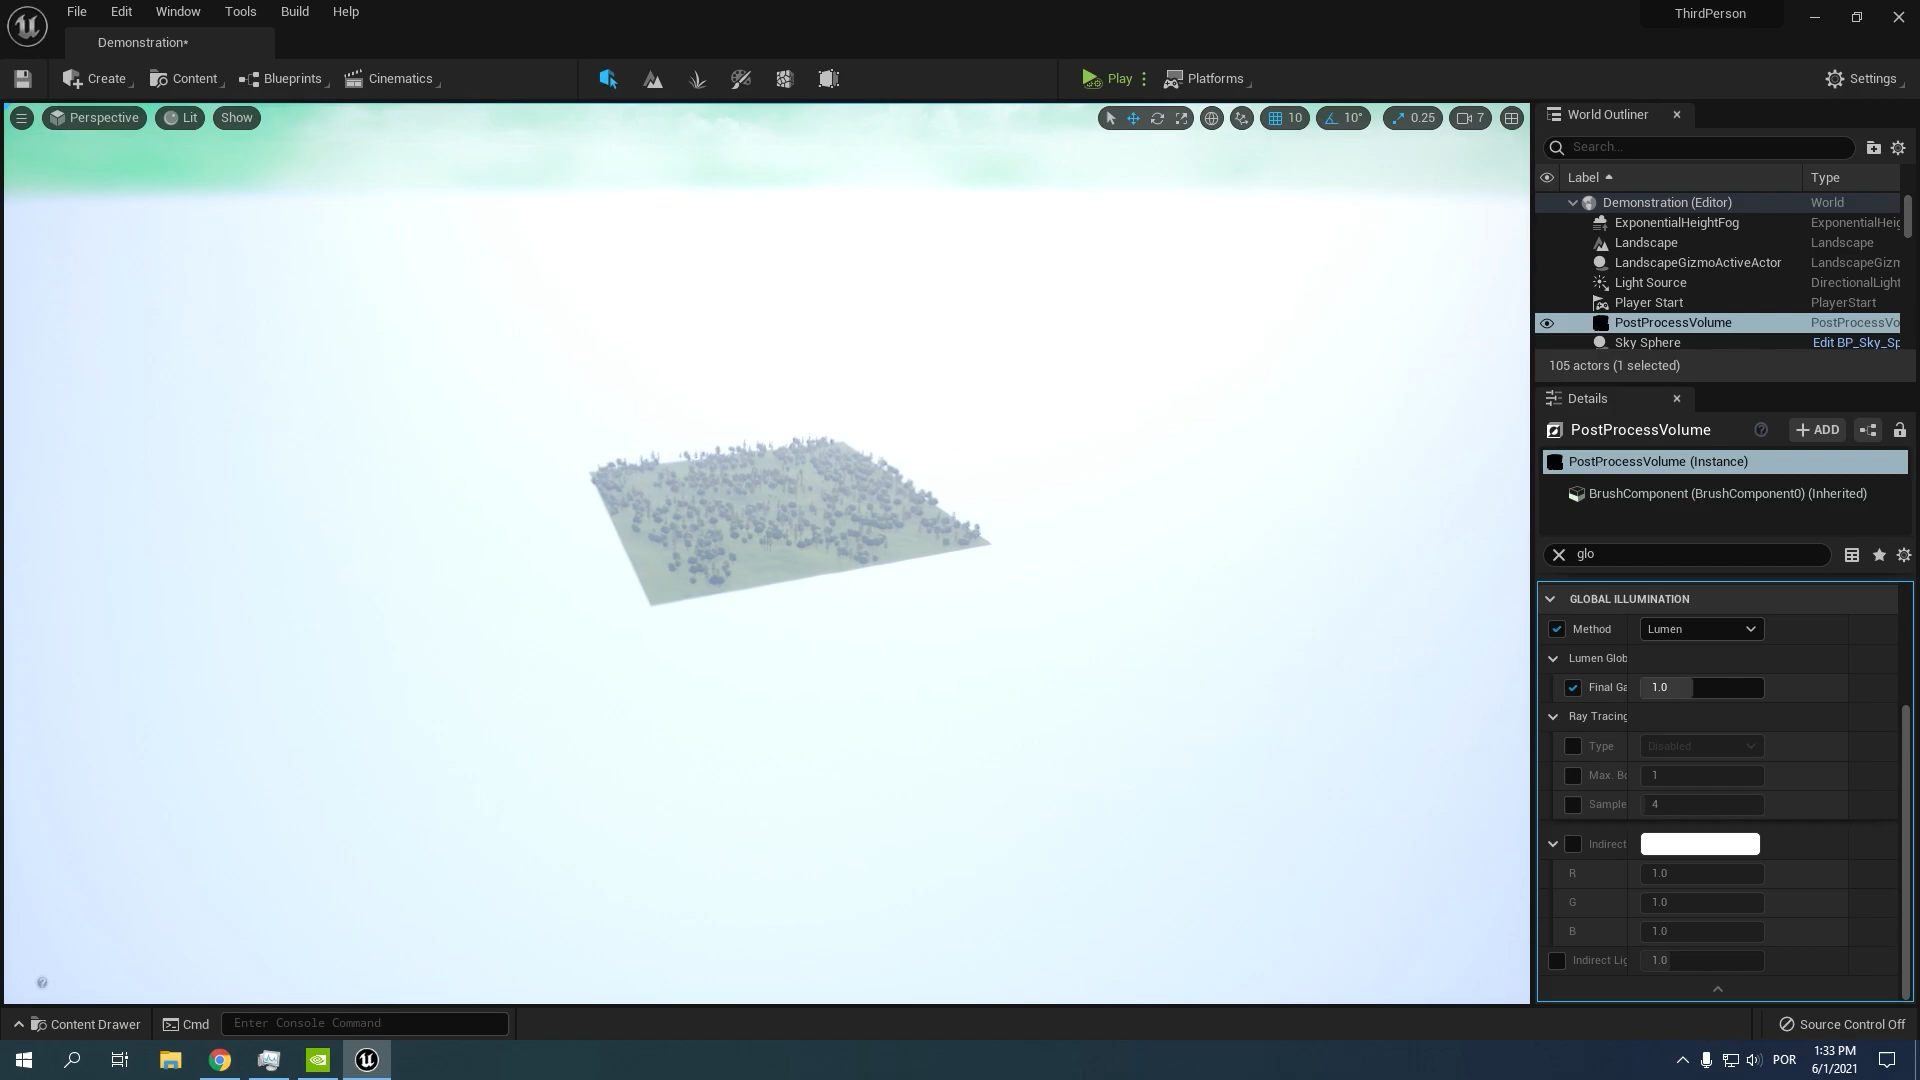 File Edit Window Tools Build Help
ThirdPerson
Demonstration*
Create Content Blueprints Cinematics Play Platforms Settings
Perspective Lit Show 10 10° 0.25 7
World Outliner
Search...
Label Type
Demonstration (Editor) World
ExponentialHeightFog ExponentialHeig
Landscape Landscape
LandscapeGizmoActiveActor LandscapeGizm
Light Source DirectionalLight
Player Start PlayerStart
PostProcessVolume PostProcessVo
Sky Sphere Edit BP_Sky_Sp
105 actors (1 selected)
Details
PostProcessVolume ADD
PostProcessVolume (Instance)
BrushComponent (BrushComponent0) (Inherited)
glo
GLOBAL ILLUMINATION
Method Lumen
Lumen Glob
Final Ga 1.0
Ray Tracing
Type Disabled
Max. Bo 1
Sample 4
Indirect
R 1.0
G 1.0
B 1.0
Indirect Lig 1.0
Content Drawer Cmd Enter Console Command Source Control Off
POR 1:33 PM
6/1/2021